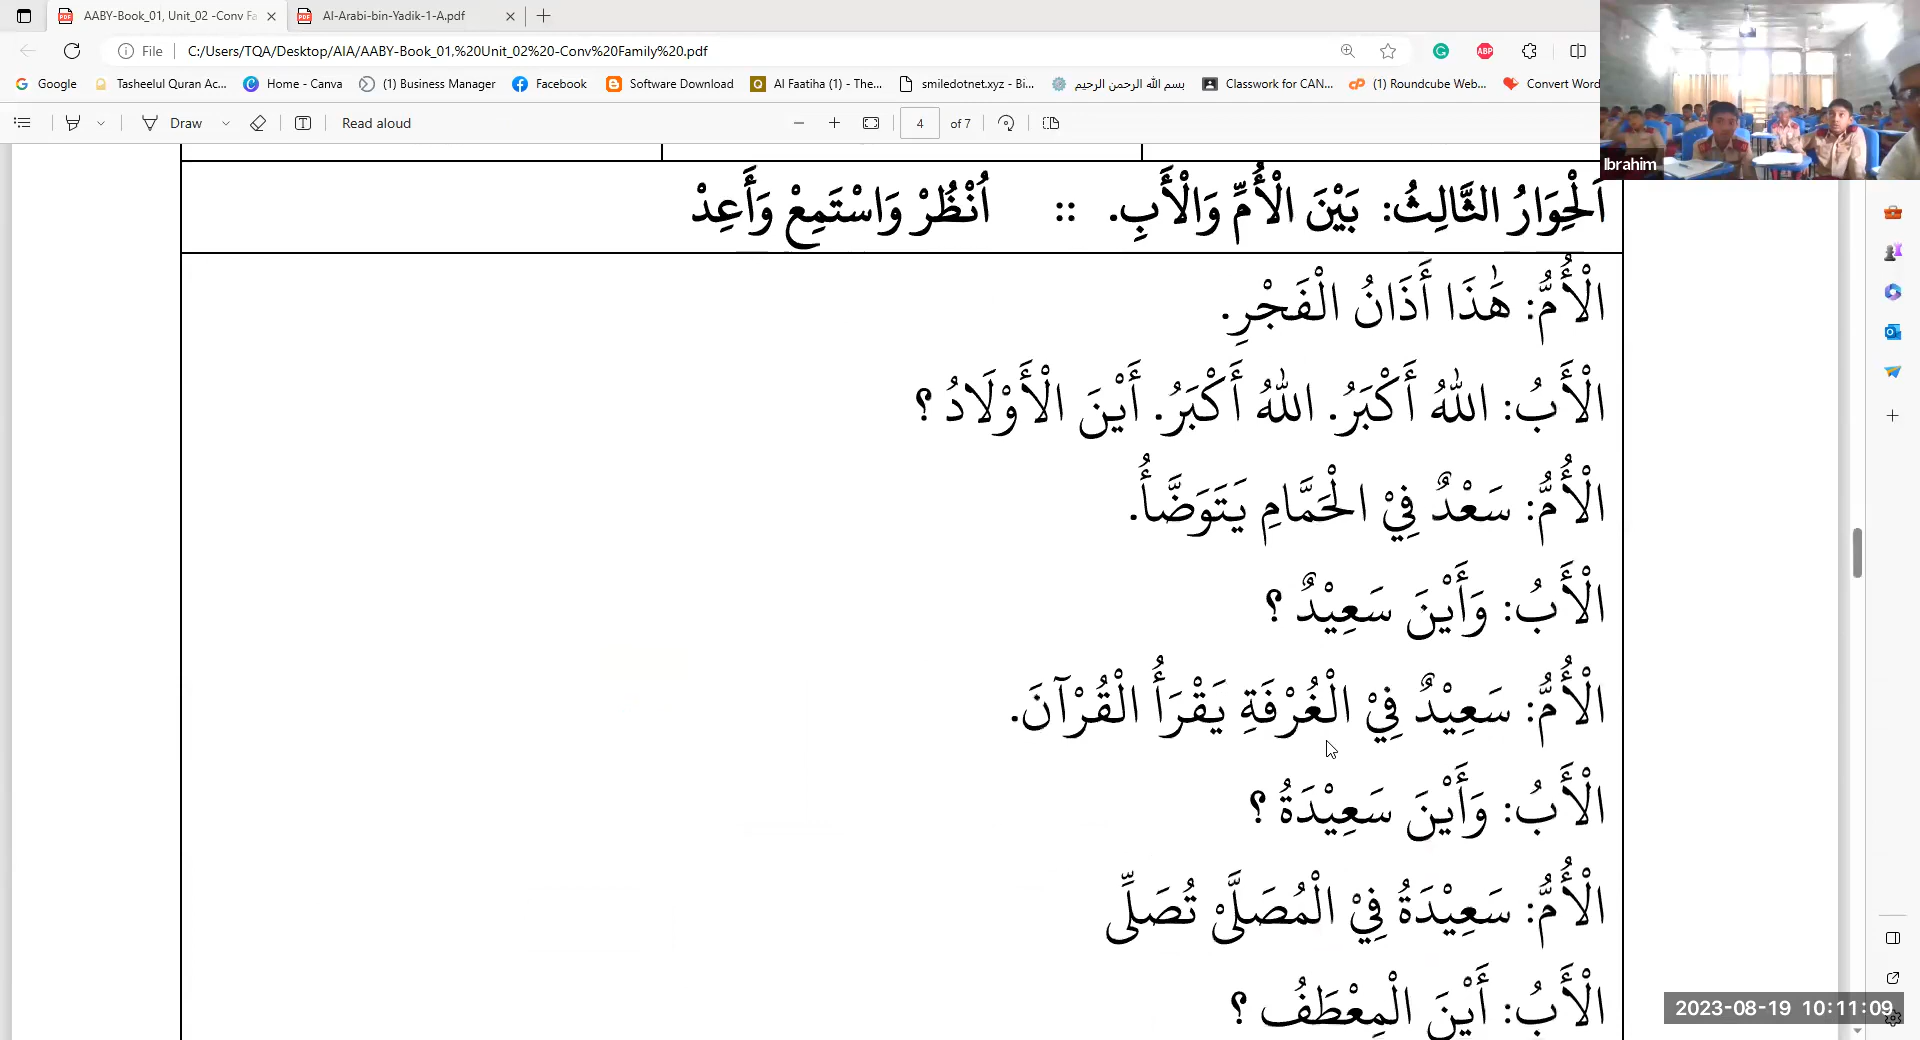 AABY-Book_01, Unit_02 -Conv Fa
Al-Arabi-bin-Yadik-1-A.pdf
File C:/Users/TQA/Desktop/AIA/AABY-Book_01,%20Unit_02%20-Conv%20Family%20.pdf
ABP
Google Tasheelul Quran Ac... Home - Canva (1) Business Manager Facebook Software Download Al Faatiha (1) - The... smiledotnet.xyz - Bi... بسم الله الرحمن الرحيم Classwork for CAN... (1) Roundcube Web... Convert Word
Draw Read aloud 4 of 7
Ibrahim
اَلْحِوَارُ الثَّالِثُ: بَيْنَ الْأُمِّ وَالْأَبِ. :: اُنْظُرْ وَاسْتَمِعْ وَأَعِدْ
الْأُمُّ: هَٰذَا أَذَانُ الْفَجْرِ.
الْأَبُ: اللهُ أَكْبَرُ. اللهُ أَكْبَرُ. أَيْنَ الْأَوْلَادُ ؟
الْأُمُّ: سَعْدٌ فِيْ الْحَمَّامِ يَتَوَضَّأُ.
الْأَبُ: وَأَيْنَ سَعِيْدٌ ؟
الْأُمُّ: سَعِيْدٌ فِيْ الْغُرْفَةِ يَقْرَأُ الْقُرْآنَ.
الْأَبُ: وَأَيْنَ سَعِيْدَةُ ؟
الْأُمُّ: سَعِيْدَةُ فِيْ الْمُصَلَّىْ تُصَلِّى
الْأَبُ: أَيْنَ الْمِعْطَفُ ؟
2023-08-19 10:11:09